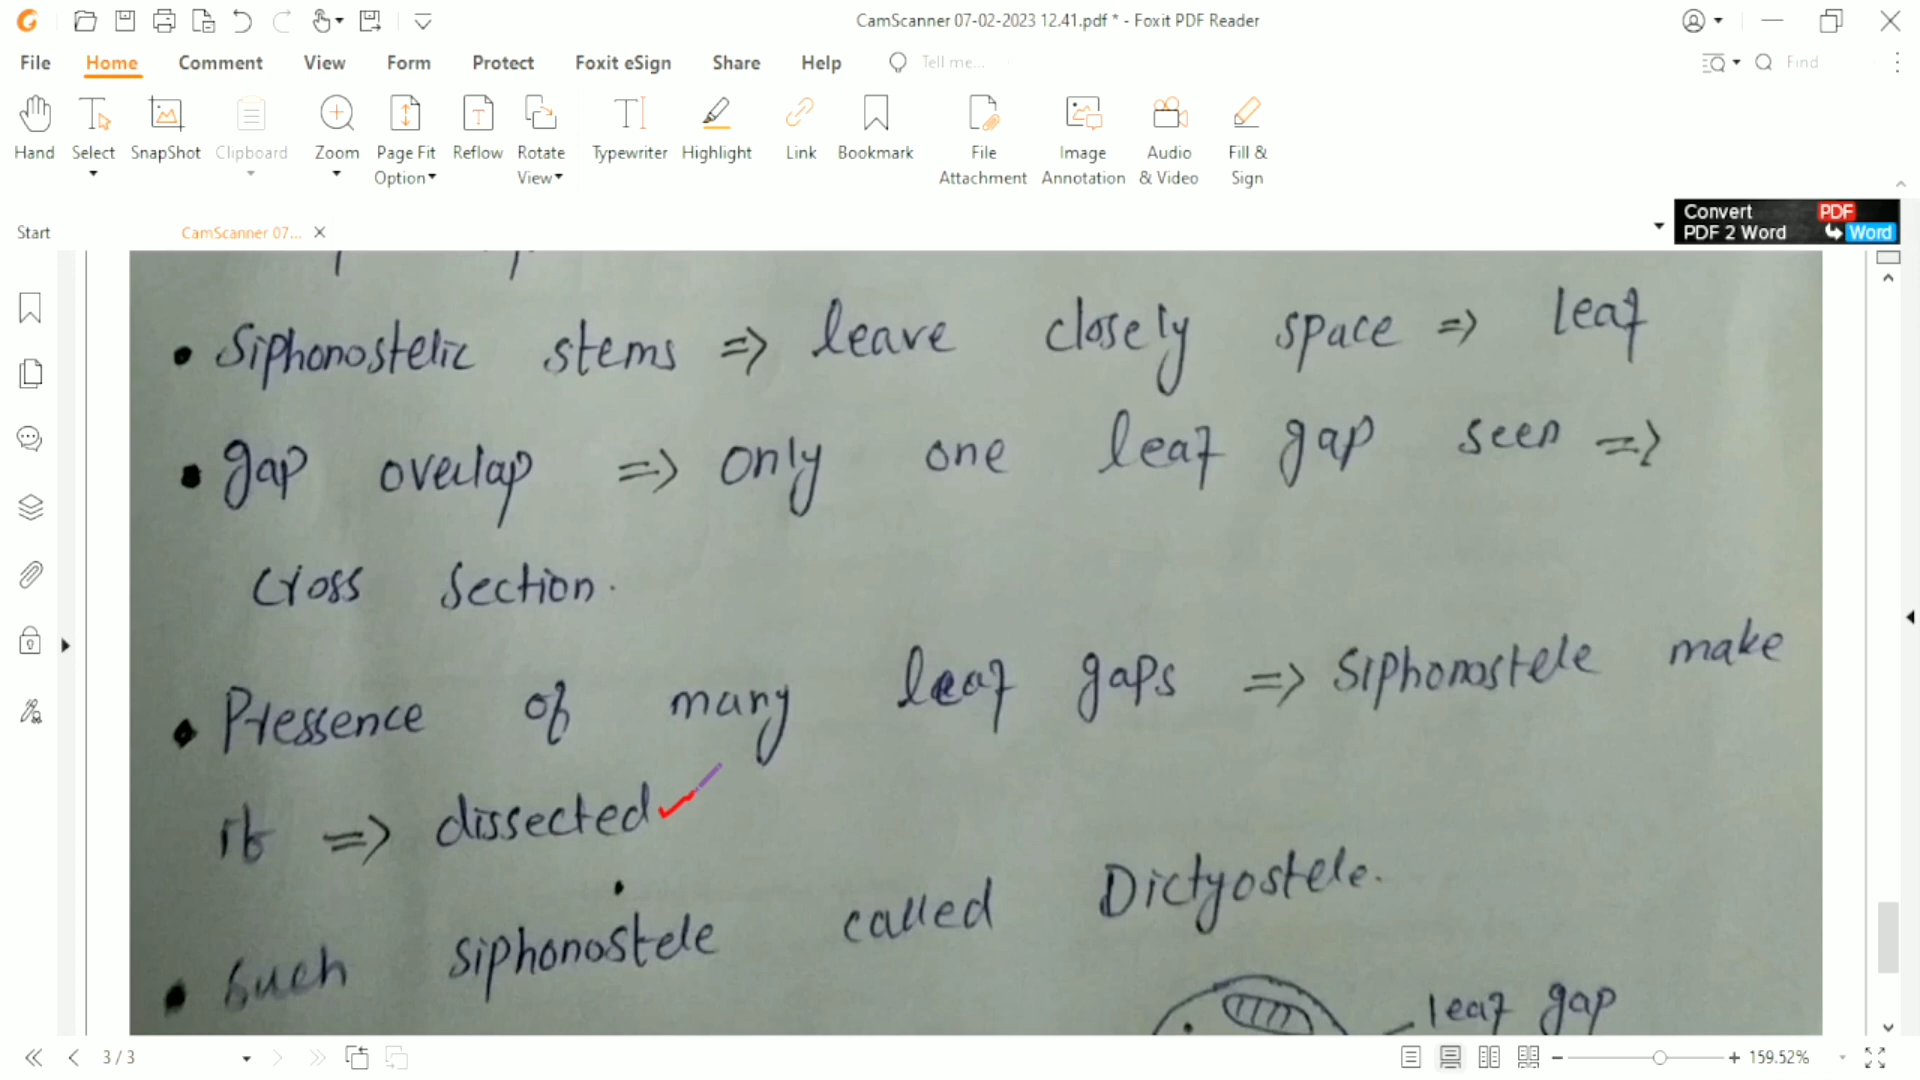 CamScanner 07-02-2023 12.41.pdf * - Foxit PDF Reader
File Home Comment View Form Protect Foxit eSign Share Help Tell me... Find
Hand Select SnapShot Clipboard Zoom Page Fit Option Reflow Rotate View Typewriter Highlight Link Bookmark File Attachment Image Annotation Audio & Video Fill & Sign
Convert PDF
PDF 2 Word Word
Start CamScanner 07...
• Siphonostelic stems => leave closely space => leaf
• gap overlap => only one leaf gap seen =>
cross section.
• Pressence of many leaf gaps => Siphonostele make
it => dissected
• Such siphonostele called Dictyostele.
leaf gap
3 / 3 159.52%